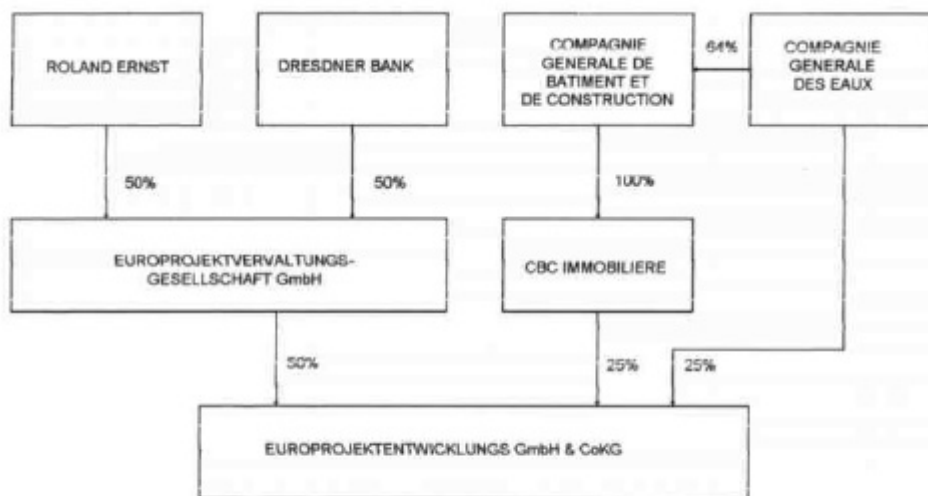 ROLAND ERNST
DRESDNER BANK
COMPAGNIE
GENERALE DE
BATIMENT ET
DE CONSTRUCTION
64%
COMPAGNIE
GENERALE
DES EAUX
50%
50%
100%
EUROPROJEKTVERVALTUNGS-
GESELLSCHAFT GmbH
CBC IMMOBILIERE
50%
25%
25%
EUROPROJEKTENTWICKLUNGS GmbH & CoKG